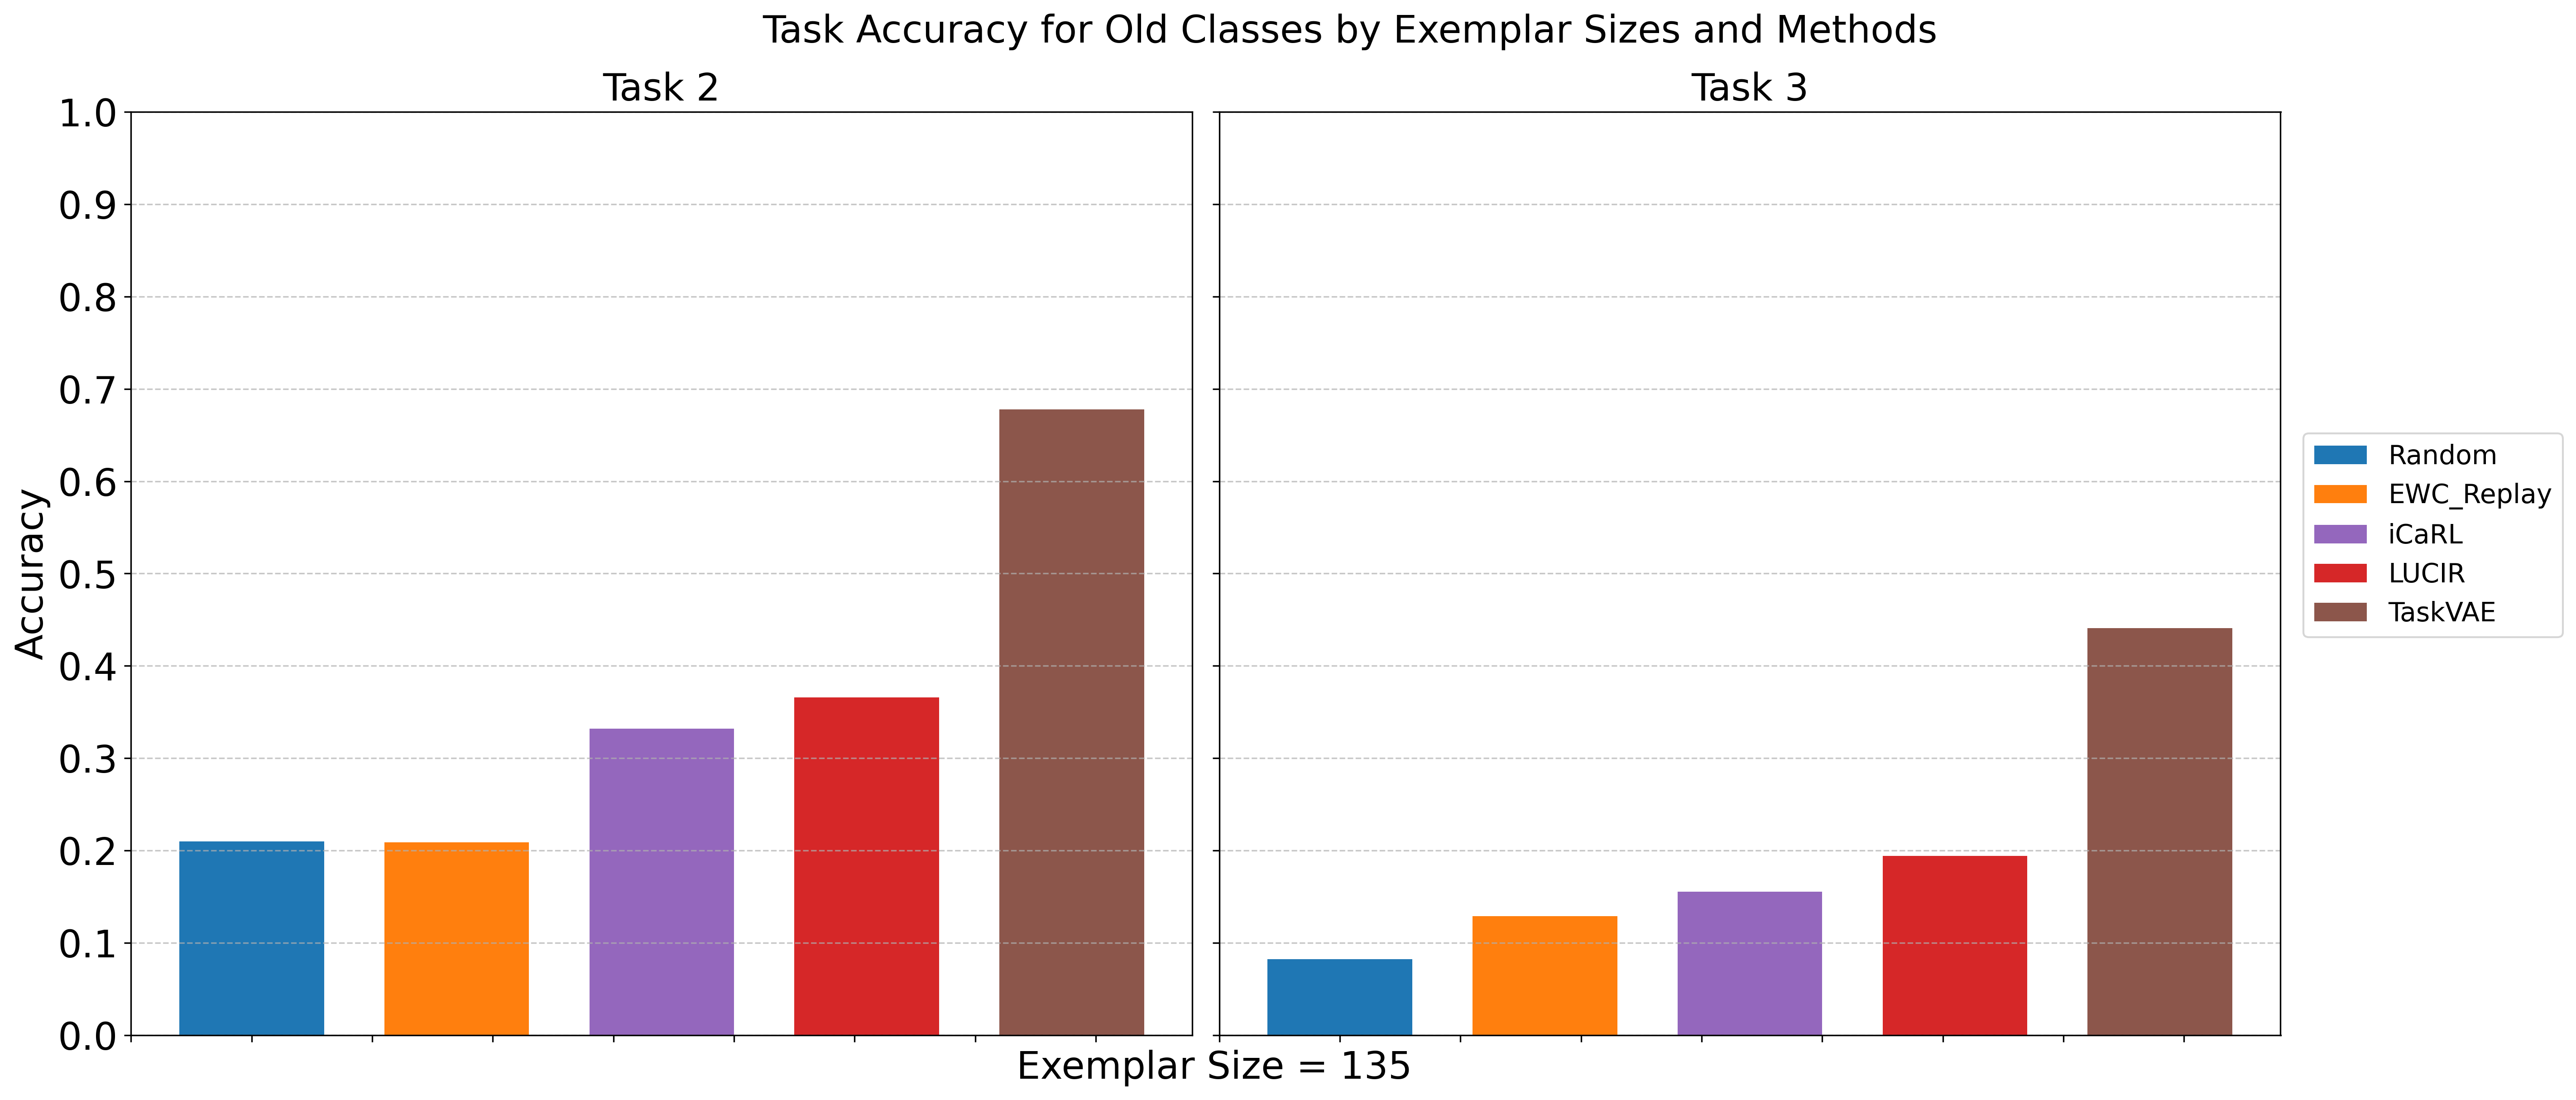 Task Accuracy for Old Classes by Exemplar Sizes and Methods
Task 2
Task 3
1.0
0.9
0.8
0.7
0.6
0.5
0.4
0.3
0.2
0.1
0.0
Accuracy
Exemplar Size = 135
Random
EWC_Replay
iCaRL
LUCIR
TaskVAE